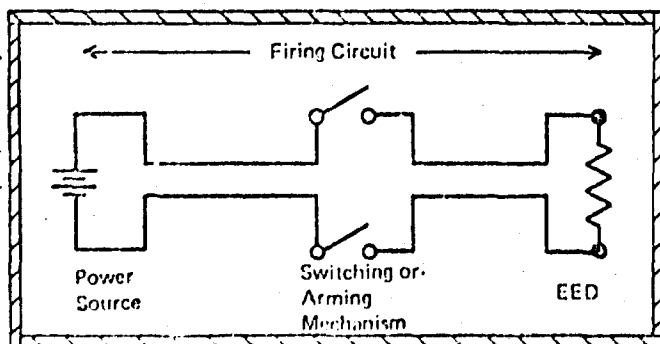 Firing Circuit
Power
Source
Switching or
Arming
Mechanism
EED